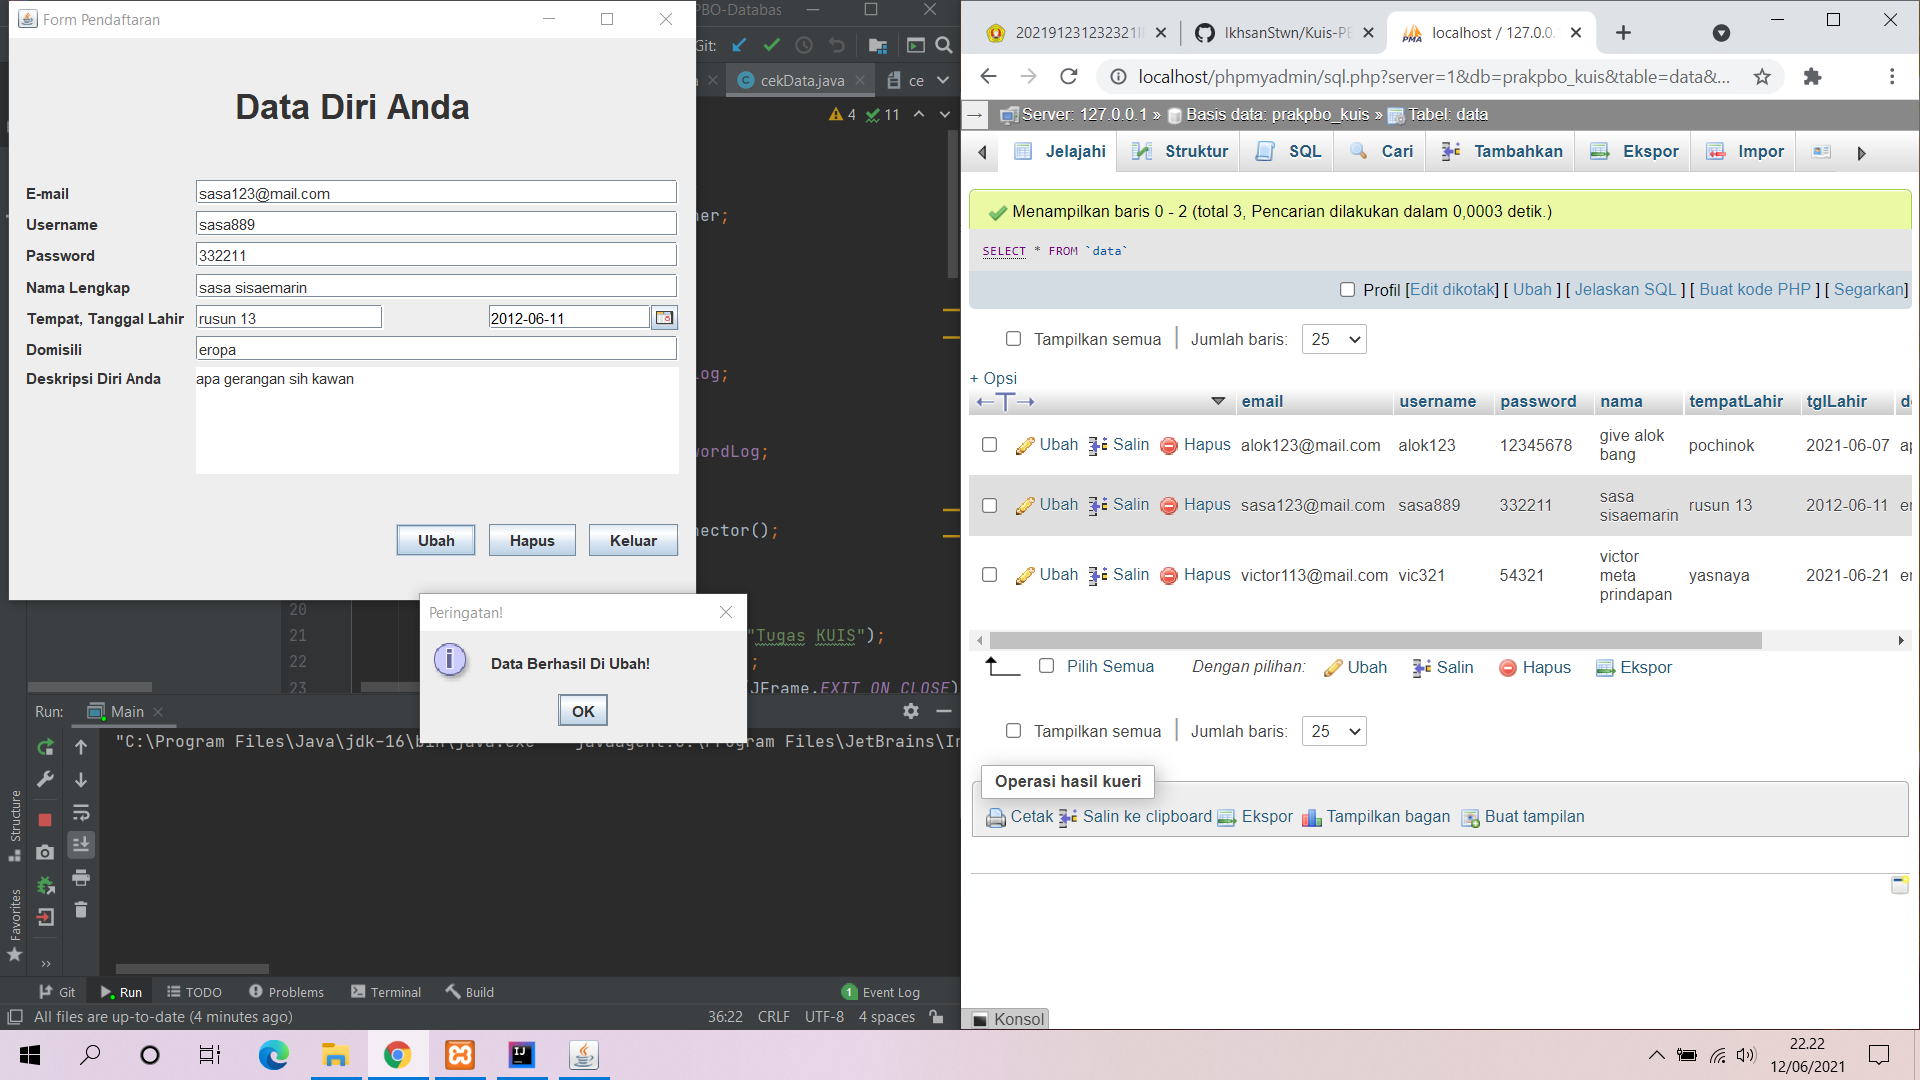 Form Pendaftaran
Data Diri Anda
E-mail sasa123@mail.com
Username sasa889
Password 332211
Nama Lengkap sasa sisaemarin
Tempat, Tanggal Lahir rusun 13 2012-06-11
Domisili eropa
Deskripsi Diri Anda apa gerangan sih kawan
Ubah Hapus Keluar
Peringatan!
Data Berhasil Di Ubah!
OK
PBO-Databas
Git:
cekData.java ce
4 11
ner;
Log;
wordLog;
nector();
20
21 "Tugas KUIS");
22 ;
23 JFrame.EXIT_ON_CLOSE)
Run: Main
"C:\Program Files\Java\jdk-16\bin\java.exe" "-javaagent:C:\Program Files\JetBrains\In
Structure
Favorites
Git Run TODO Problems Terminal Build 1 Event Log
All files are up-to-date (4 minutes ago) 36:22 CRLF UTF-8 4 spaces
202191231232321I IkhsanStwn/Kuis-PB localhost / 127.0.0.
localhost/phpmyadmin/sql.php?server=1&db=prakpbo_kuis&table=data&...
Server: 127.0.0.1 » Basis data: prakpbo_kuis » Tabel: data
Jelajahi Struktur SQL Cari Tambahkan Ekspor Impor
Menampilkan baris 0 - 2 (total 3, Pencarian dilakukan dalam 0,0003 detik.)
SELECT * FROM `data`
Profil [Edit dikotak] [ Ubah ] [ Jelaskan SQL ] [ Buat kode PHP ] [ Segarkan]
Tampilkan semua Jumlah baris: 25
+ Opsi
←T→ email username password nama tempatLahir tglLahir d
Ubah Salin Hapus alok123@mail.com alok123 12345678 give alok bang pochinok 2021-06-07 ap
Ubah Salin Hapus sasa123@mail.com sasa889 332211 sasa sisaemarin rusun 13 2012-06-11 er
Ubah Salin Hapus victor113@mail.com vic321 54321 victor meta prindapan yasnaya 2021-06-21 er
Pilih Semua Dengan pilihan: Ubah Salin Hapus Ekspor
Tampilkan semua Jumlah baris: 25
Operasi hasil kueri
Cetak Salin ke clipboard Ekspor Tampilkan bagan Buat tampilan
Konsol
22.22
12/06/2021